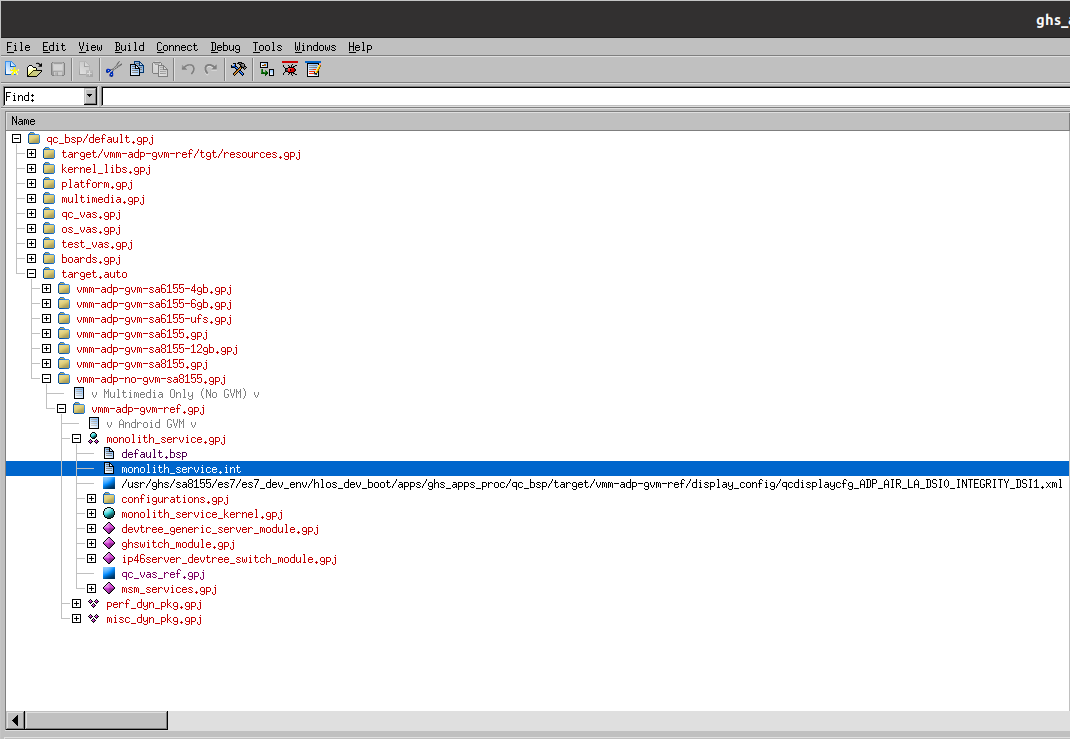 ghs_a
File Edit View Build Connect Debug Tools Windows Help
Find:
Name
qc_bsp/default.gpj
target/vmm-adp-gvm-ref/tgt/resources.gpj
kernel_libs.gpj
platform.gpj
multimedia.gpj
qc_vas.gpj
os_vas.gpj
test_vas.gpj
boards.gpj
target.auto
vmm-adp-gvm-sa6155-4gb.gpj
vmm-adp-gvm-sa6155-6gb.gpj
vmm-adp-gvm-sa6155-ufs.gpj
vmm-adp-gvm-sa6155.gpj
vmm-adp-gvm-sa8155-12gb.gpj
vmm-adp-gvm-sa8155.gpj
vmm-adp-no-gvm-sa8155.gpj
v Multimedia Only (No GVM) v
vmm-adp-gvm-ref.gpj
v Android GVM v
monolith_service.gpj
default.bsp
monolith_service.int
/usr/ghs/sa8155/es7/es7_dev_env/hlos_dev_boot/apps/ghs_apps_proc/qc_bsp/target/vmm-adp-gvm-ref/display_config/qcdisplaycfg_ADP_AIR_LA_DSI0_INTEGRITY_DSI1.xml
configurations.gpj
monolith_service_kernel.gpj
devtree_generic_server_module.gpj
ghswitch_module.gpj
ip46server_devtree_switch_module.gpj
qc_vas_ref.gpj
msm_services.gpj
perf_dyn_pkg.gpj
misc_dyn_pkg.gpj